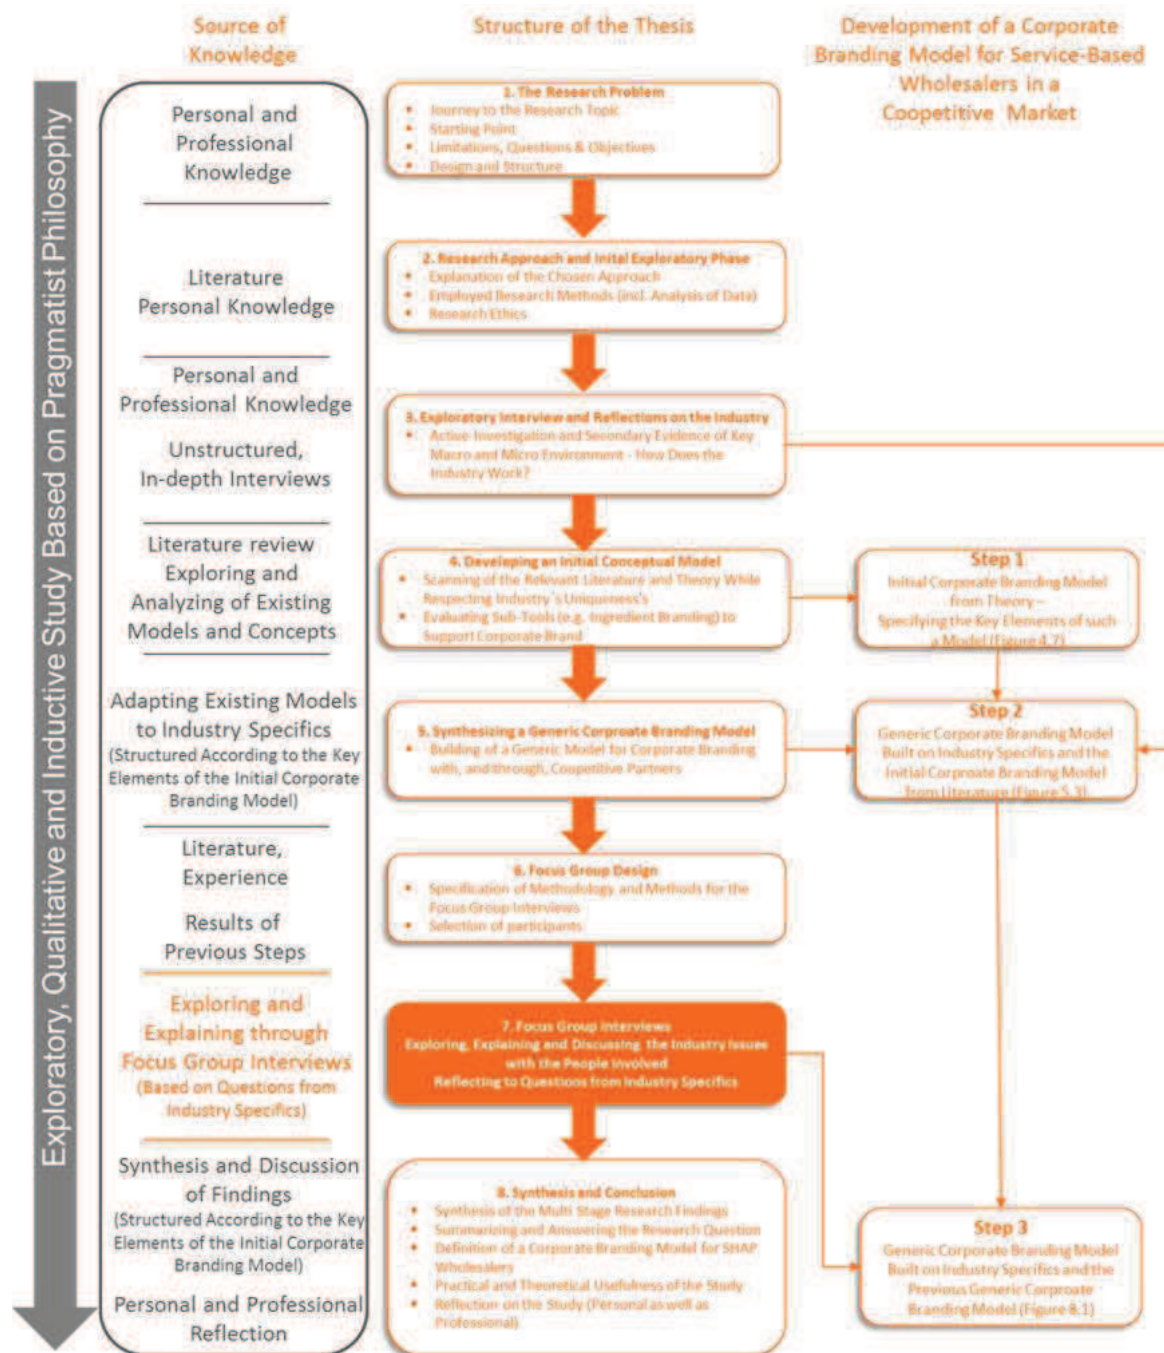 Source of
Knowledge
Structure of the Thesis
Development of a Corporate
Branding Model for Service-Based
Wholesalers in a
Coopetitive Market
Exploratory, Qualitative and Inductive Study Based on Pragmatist Philosophy
Personal and
Professional
Knowledge
Literature
Personal Knowledge
Personal and
Professional Knowledge
Unstructured,
In-depth Interviews
Literature review
Exploring and
Analyzing of Existing
Models and Concepts
Adapting Existing Models
to Industry Specifics
(Structured According to the Key
Elements of the Initial Corporate
Branding Model)
Literature,
Experience
Results of
Previous Steps
Exploring and
Explaining through
Focus Group Interviews
(Based on Questions from
Industry Specifics)
Synthesis and Discussion
of Findings
(Structured According to the Key
Elements of the Initial Corporate
Branding Model)
Personal and Professional
Reflection
1. The Research Problem
• Journey to the Research Topic
• Starting Point
• Limitations, Questions & Objectives
• Design and Structure
2. Research Approach and Inital Exploratory Phase
• Explanation of the Chosen Approach
• Employed Research Methods (incl. Analysis of Data)
• Research Ethics
3. Exploratory Interview and Reflections on the Industry
• Active Investigation and Secondary Evidence of Key
Macro and Micro Environment - How Does the
Industry Work?
4. Developing an Initial Conceptual Model
• Scanning of the Relevant Literature and Theory While
Respecting Industry´s Uniqueness's
• Evaluating Sub-Tools (e.g. Ingredient Branding) to
Support Corporate Brand
5. Synthesizing a Generic Corproate Branding Model
• Building of a Generic Model for Corporate Branding
with, and through, Coopetitive Partners
6. Focus Group Design
• Specification of Methodology and Methods for the
Focus Group Interviews
• Selection of participants
7. Focus Group Interviews
Exploring, Explaining and Discussing the Industry Issues
with the People Involved
Reflecting to Questions from Industry Specifics
8. Synthesis and Conclusion
• Synthesis of the Multi Stage Research Findings
• Summarizing and Answering the Research Question
• Definition of a Corporate Branding Model for SHAP
Wholesalers
• Practical and Theoretical Usefulness of the Study
• Reflection on the Study (Personal as well as
Professional)
Step 1
Initial Corporate Branding Model
from Theory –
Specifying the Key Elements of such
a Model (Figure 4.7)
Step 2
Generic Corporate Branding Model
Built on Industry Specifics and the
Initial Corproate Branding Model
from Literature (Figure 5.3)
Step 3
Generic Corporate Branding Model
Built on Industry Specifics and the
Previous Generic Corproate
Branding Model (Figure 8.1)